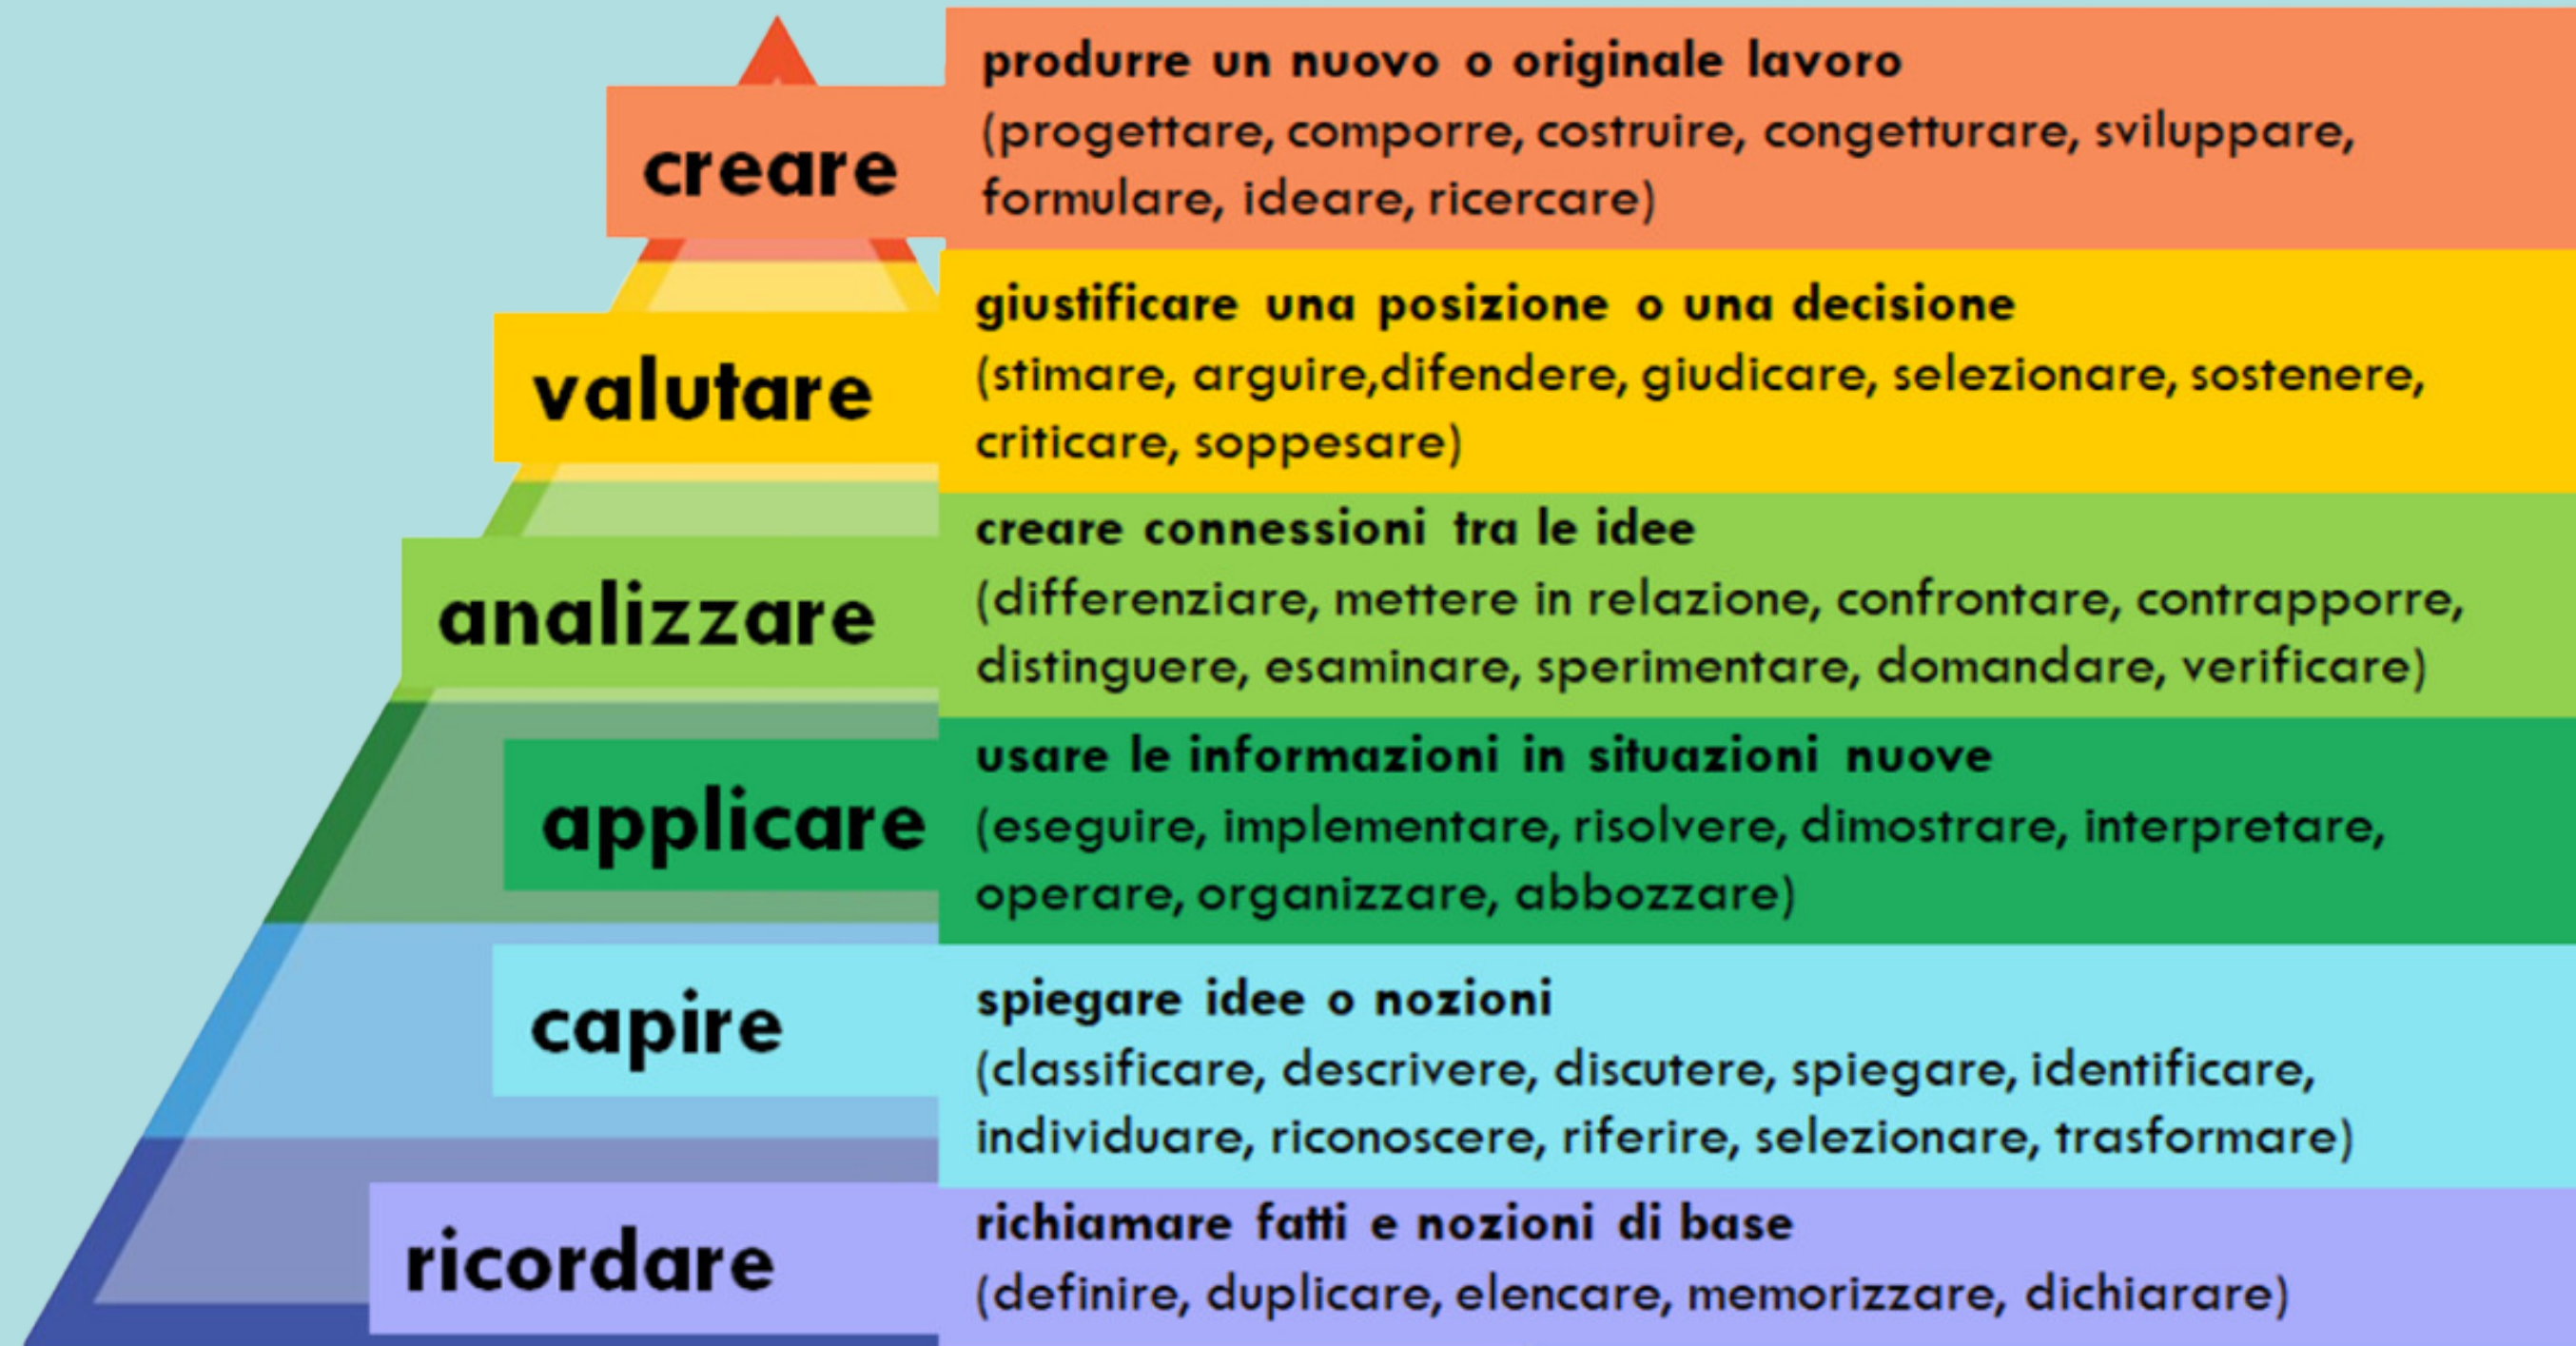 creare
produrre un nuovo o originale lavoro
(progettare, comporre, costruire, congetturare, sviluppare,
formulare, ideare, ricercare)
valutare
giustificare una posizione o una decisione
(stimare, arguire,difendere, giudicare, selezionare, sostenere,
criticare, soppesare)
analizzare
creare connessioni tra le idee
(differenziare, mettere in relazione, confrontare, contrapporre,
distinguere, esaminare, sperimentare, domandare, verificare)
applicare
usare le informazioni in situazioni nuove
(eseguire, implementare, risolvere, dimostrare, interpretare,
operare, organizzare, abbozzare)
capire
spiegare idee o nozioni
(classificare, descrivere, discutere, spiegare, identificare,
individuare, riconoscere, riferire, selezionare, trasformare)
ricordare
richiamare fatti e nozioni di base
(definire, duplicare, elencare, memorizzare, dichiarare)